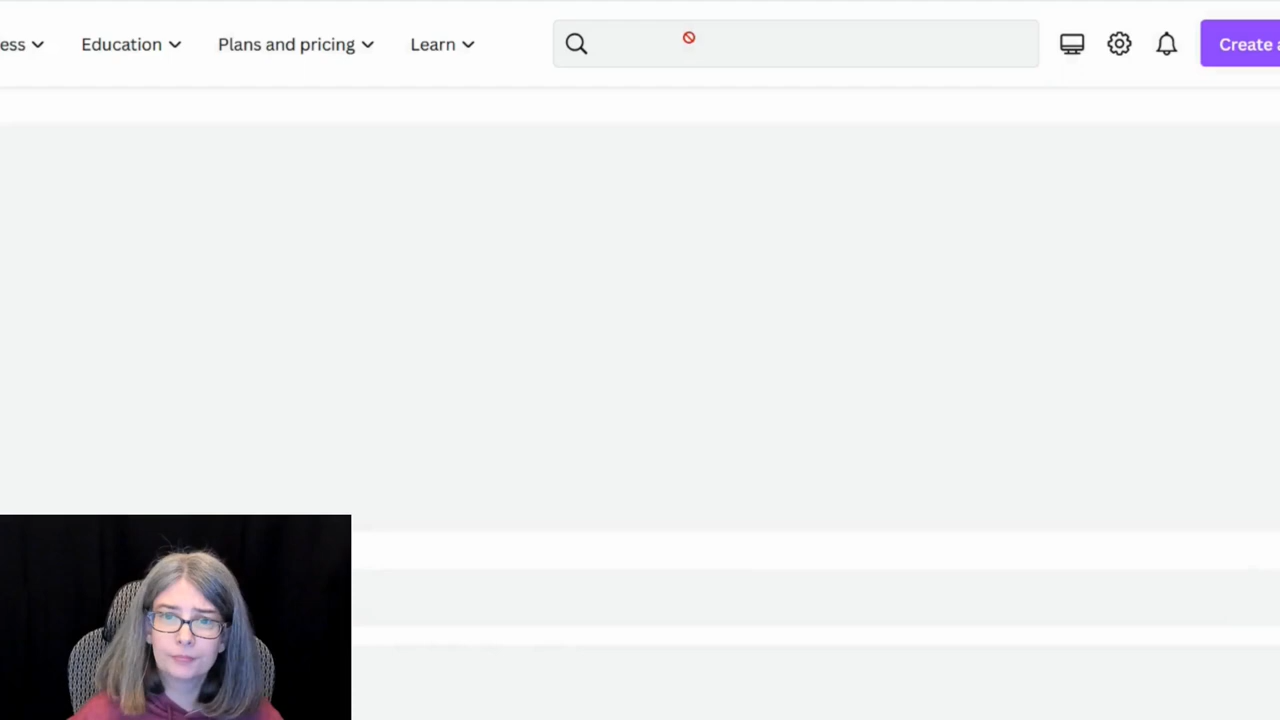 ess
Education
Plans and pricing
Learn
Create a